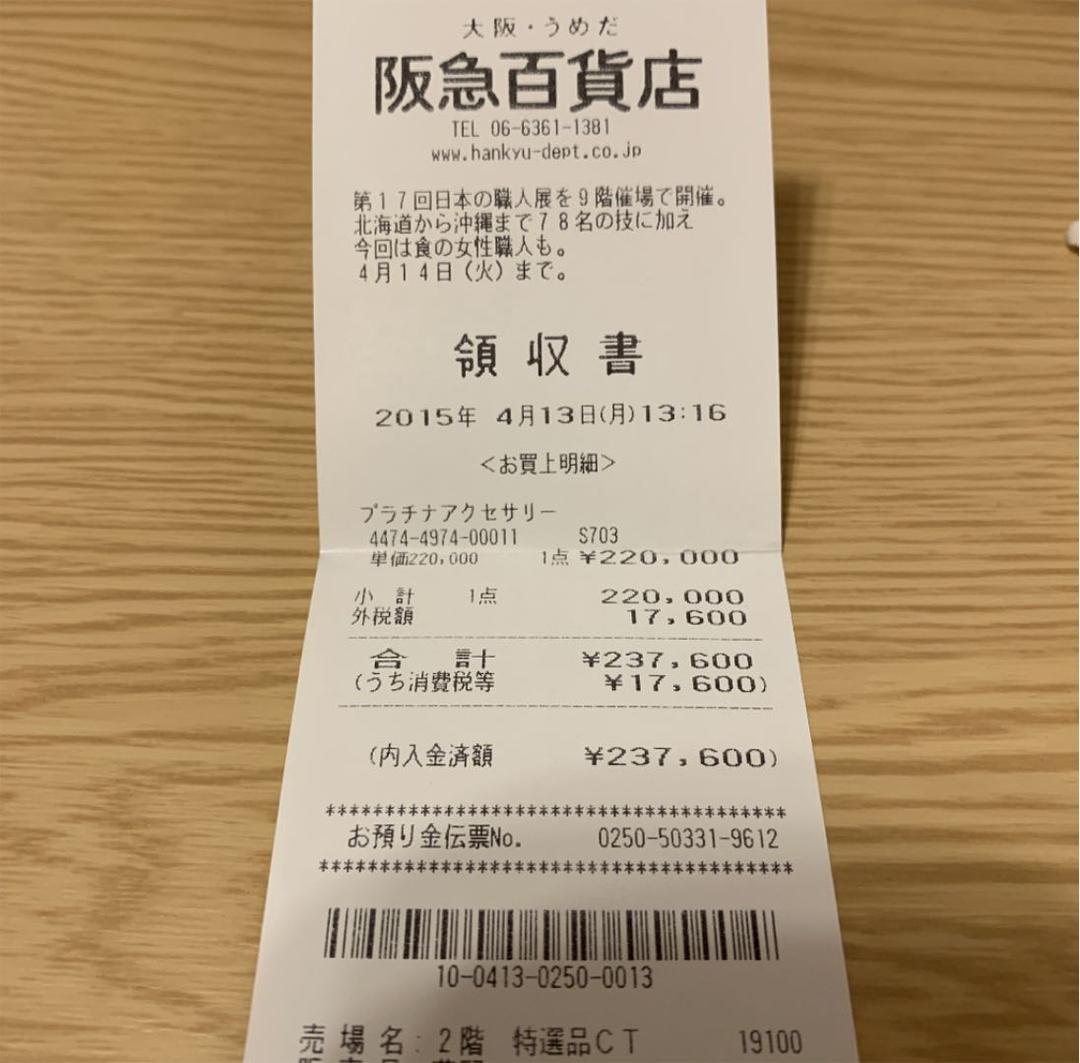 大阪・うめだ
阪急百貨店
TEL 06-6361-1381
www.hankyu-dept.co.jp
第17回日本の職人展を9階催場で開催。
北海道から沖縄まで78名の技に加え
今回は食の女性職人も。
4月14日(火)まで。
領収書
2015年 4月13日(月)13:16
<お買上明細>
プラチナアクセサリー
4474-4974-00011 S703
単価220,000 1点 ¥220,000
小 計 1点 220,000
外税額 17,600
合 計 ¥237,600
(うち消費税等 ¥17,600)
(内入金済額 ¥237,600)
***************************************
お預り金伝票No. 0250-50331-9612
***************************************
10-0413-0250-0013
売 場 名: 2階 特選品CT 19100